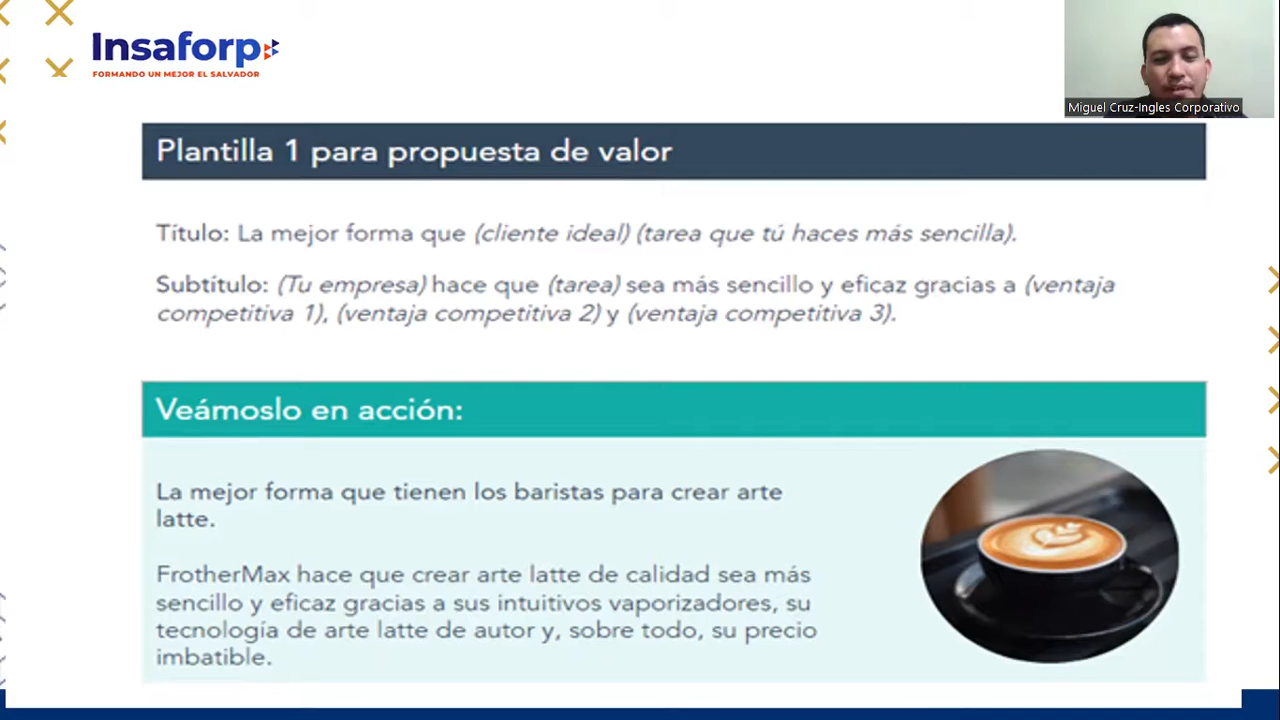 Insaforp
FORMANDO UN MEJOR EL SALVADOR
Miguel Cruz-Ingles Corporativo
Plantilla 1 para propuesta de valor
Título: La mejor forma que (cliente ideal) (tarea que tú haces más sencilla).
Subtítulo: (Tu empresa) hace que (tarea) sea más sencillo y eficaz gracias a (ventaja
competitiva 1), (ventaja competitiva 2) y (ventaja competitiva 3).
Veámoslo en acción:
La mejor forma que tienen los baristas para crear arte
latte.
FrotherMax hace que crear arte latte de calidad sea más
sencillo y eficaz gracias a sus intuitivos vaporizadores, su
tecnología de arte latte de autor y, sobre todo, su precio
imbatible.